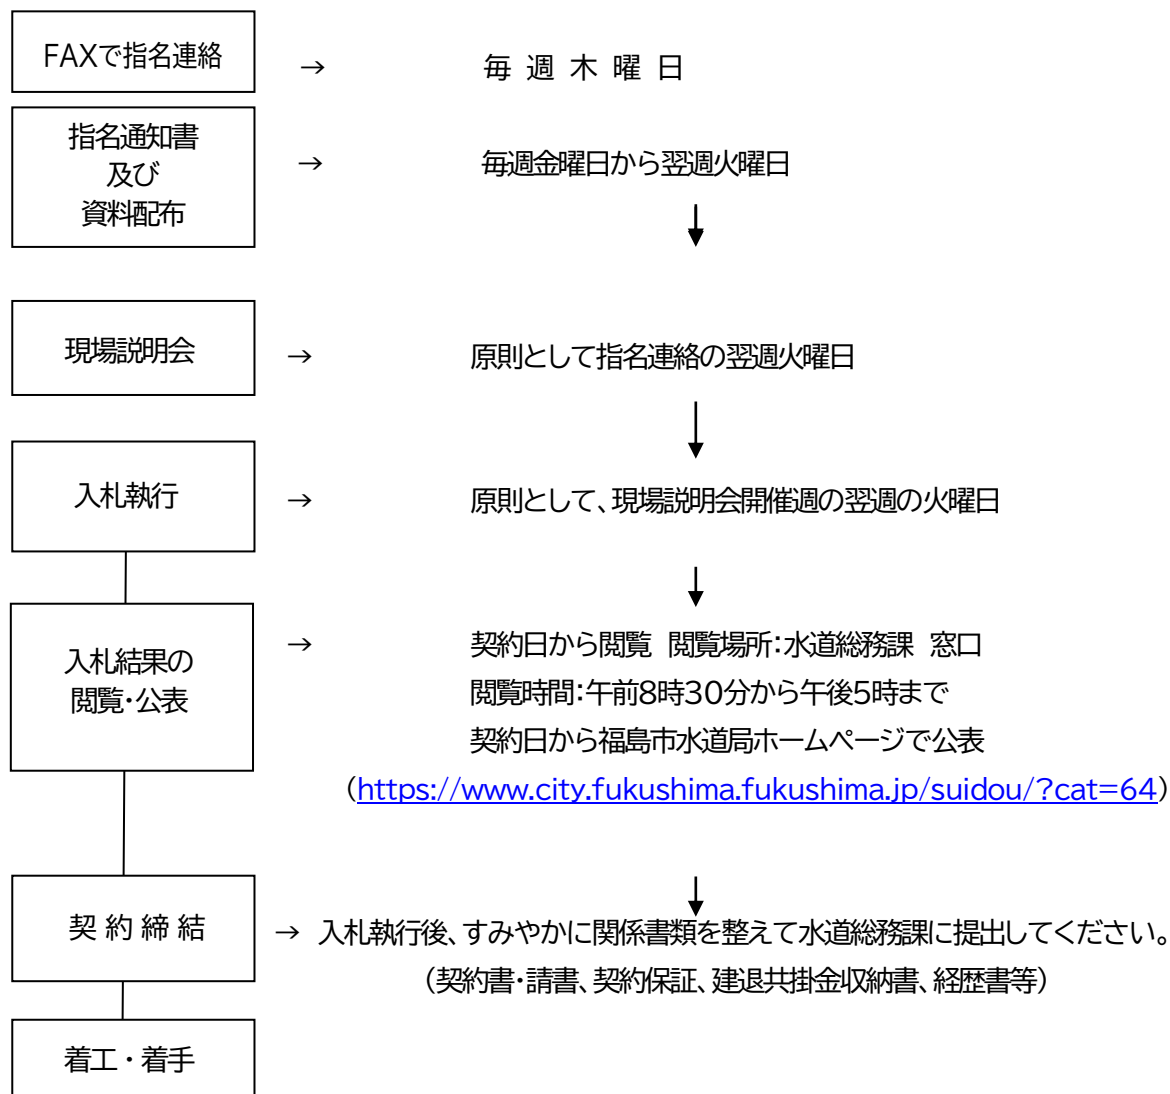 FAXで指名連絡 → 毎 週 木 曜 日
指名通知書
及び
資料配布
→ 毎週金曜日から翌週火曜日
現場説明会 → 原則として指名連絡の翌週火曜日
入札執行 → 原則として、現場説明会開催週の翌週の火曜日
入札結果の
閲覧・公表
→ 契約日から閲覧 閲覧場所：水道総務課 窓口
閲覧時間：午前8時30分から午後5時まで
契約日から福島市水道局ホームページで公表
（https://www.city.fukushima.fukushima.jp/suidou/?cat=64）
契 約 締 結 → 入札執行後、すみやかに関係書類を整えて水道総務課に提出してください。
（契約書・請書、契約保証、建退共掛金収納書、経歴書等）
着工・着手